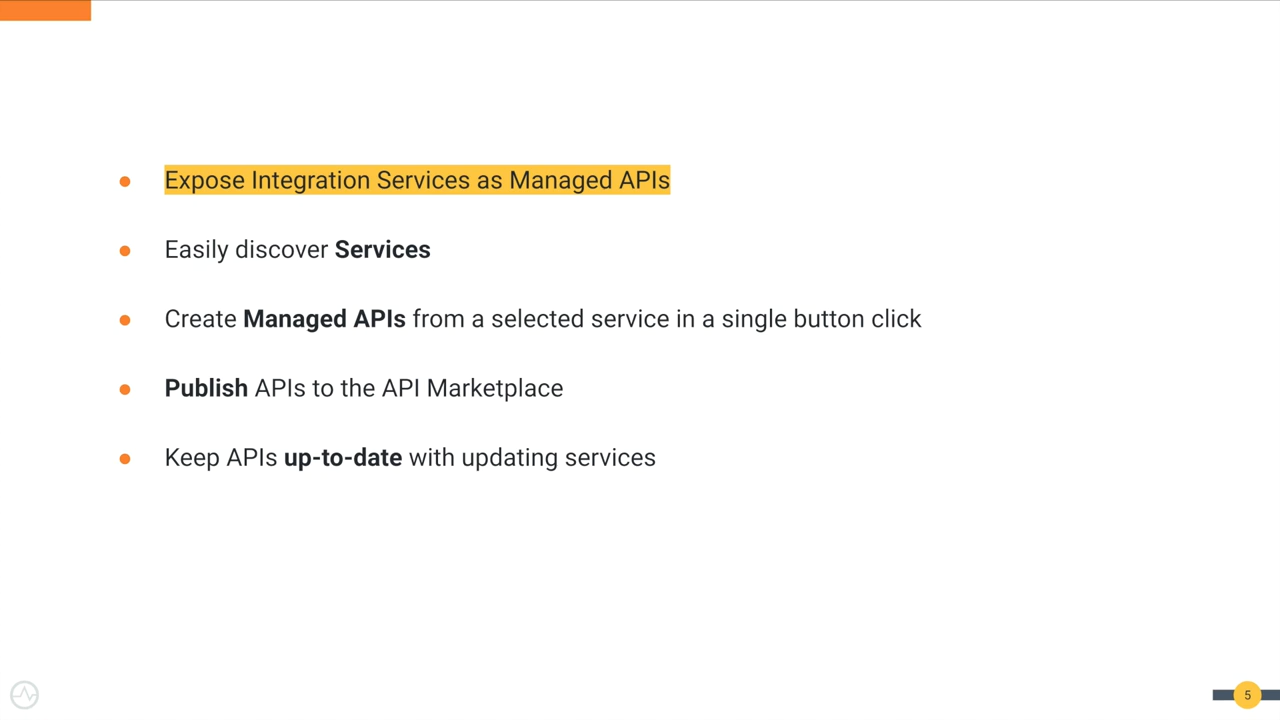 Expose Integration Services as Managed APIs
Easily discover Services
Create Managed APIs from a selected service in a single button click
Publish APIs to the API Marketplace
Keep APIs up-to-date with updating services
5